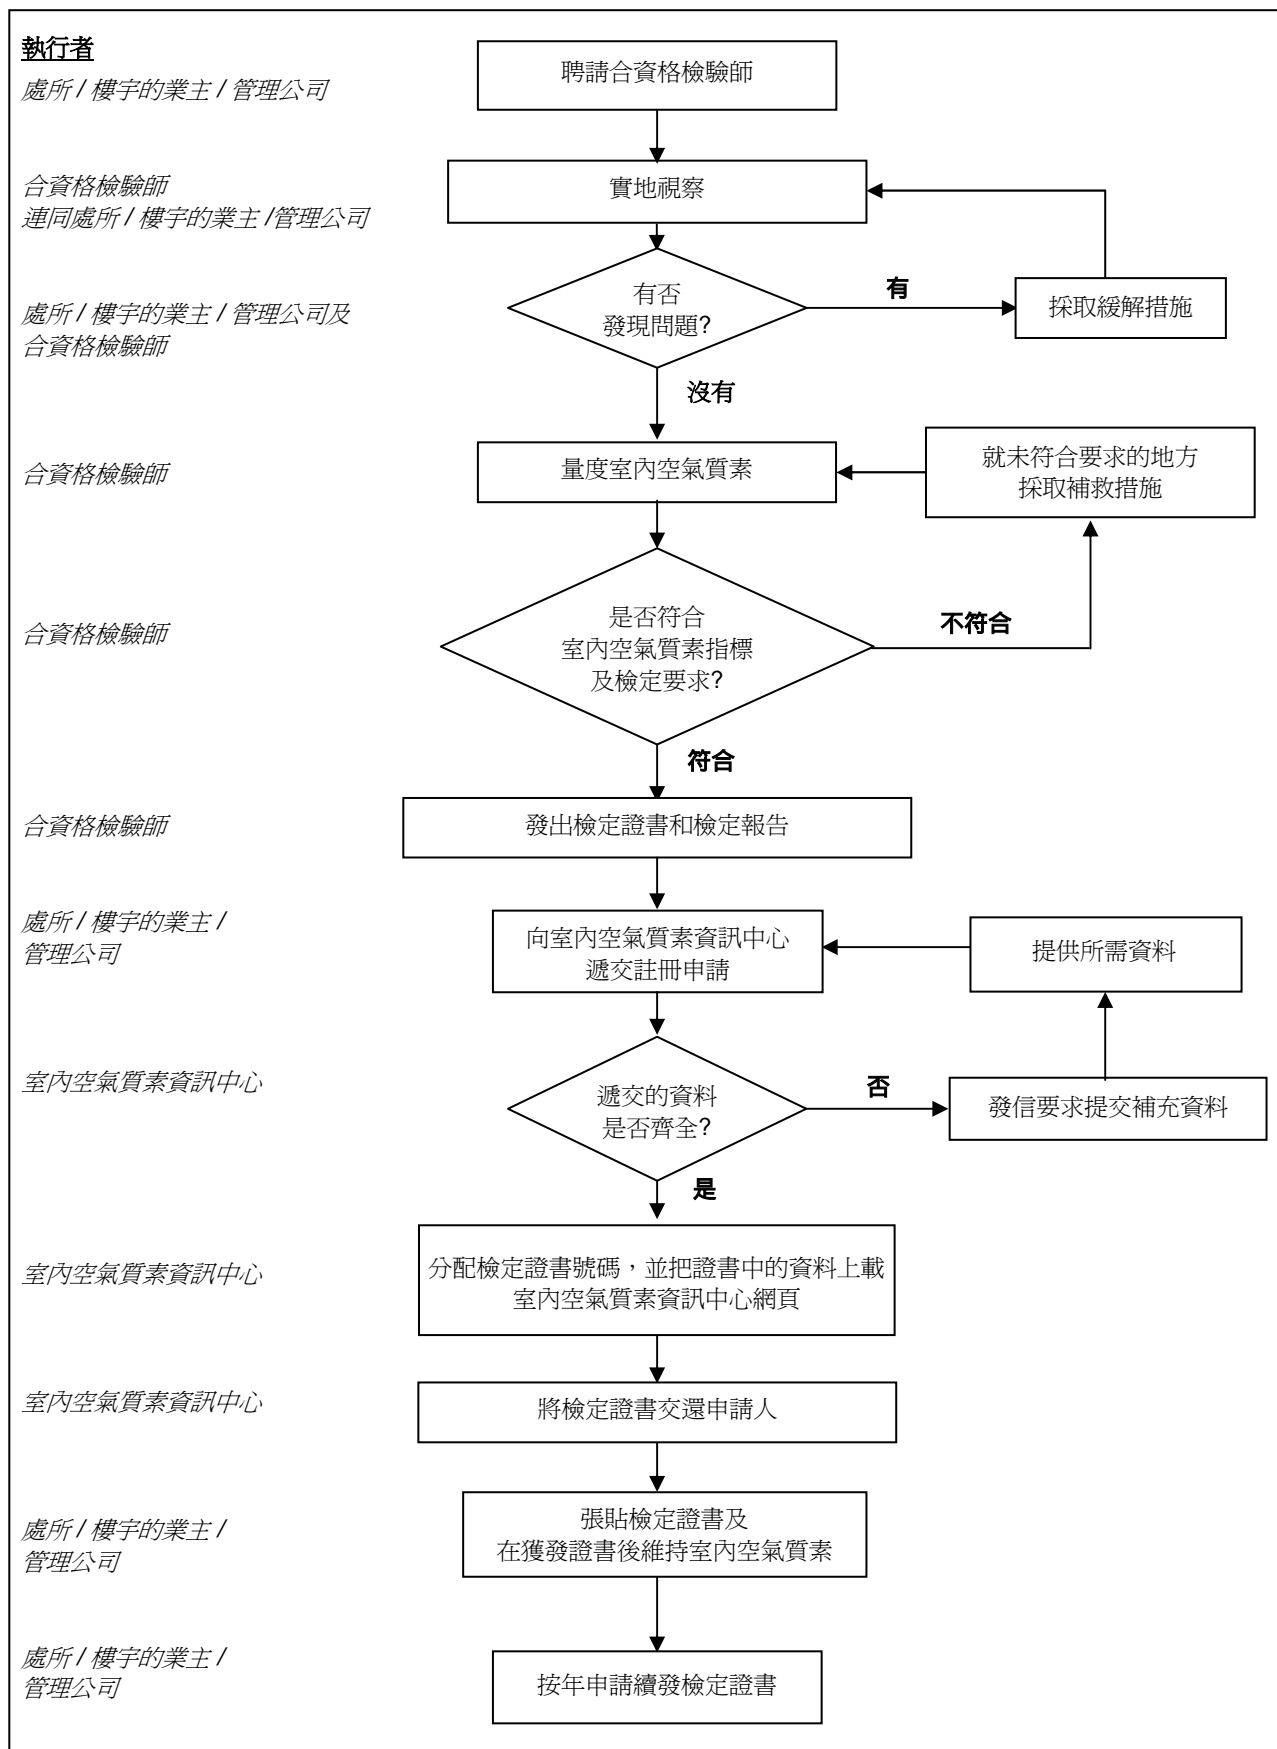 執行者
處所 / 樓宇的業主 / 管理公司
聘請合資格檢驗師
合資格檢驗師
連同處所 / 樓宇的業主 /管理公司
實地視察
處所 / 樓宇的業主 / 管理公司及
合資格檢驗師
有否
發現問題?
有
採取緩解措施
沒有
合資格檢驗師
量度室內空氣質素
就未符合要求的地方
採取補救措施
合資格檢驗師
是否符合
室內空氣質素指標
及檢定要求?
不符合
符合
合資格檢驗師
發出檢定證書和檢定報告
處所 / 樓宇的業主 /
管理公司
向室內空氣質素資訊中心
遞交註冊申請
提供所需資料
室內空氣質素資訊中心
遞交的資料
是否齊全?
否
發信要求提交補充資料
是
室內空氣質素資訊中心
分配檢定證書號碼，並把證書中的資料上載
室內空氣質素資訊中心網頁
室內空氣質素資訊中心
將檢定證書交還申請人
處所 / 樓宇的業主 /
管理公司
張貼檢定證書及
在獲發證書後維持室內空氣質素
處所 / 樓宇的業主 /
管理公司
按年申請續發檢定證書